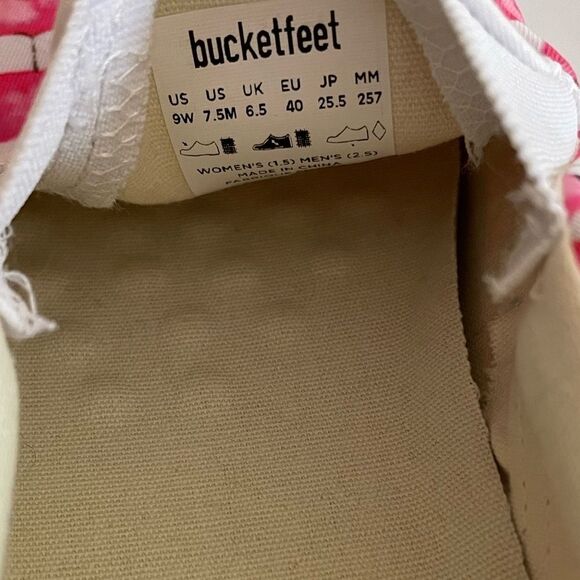 bucketfeet
US US UK EU JP MM
9W 7.5M 6.5 40 25.5 257
WOMEN'S (1.5) MEN'S (2.5)
MADE IN CHINA